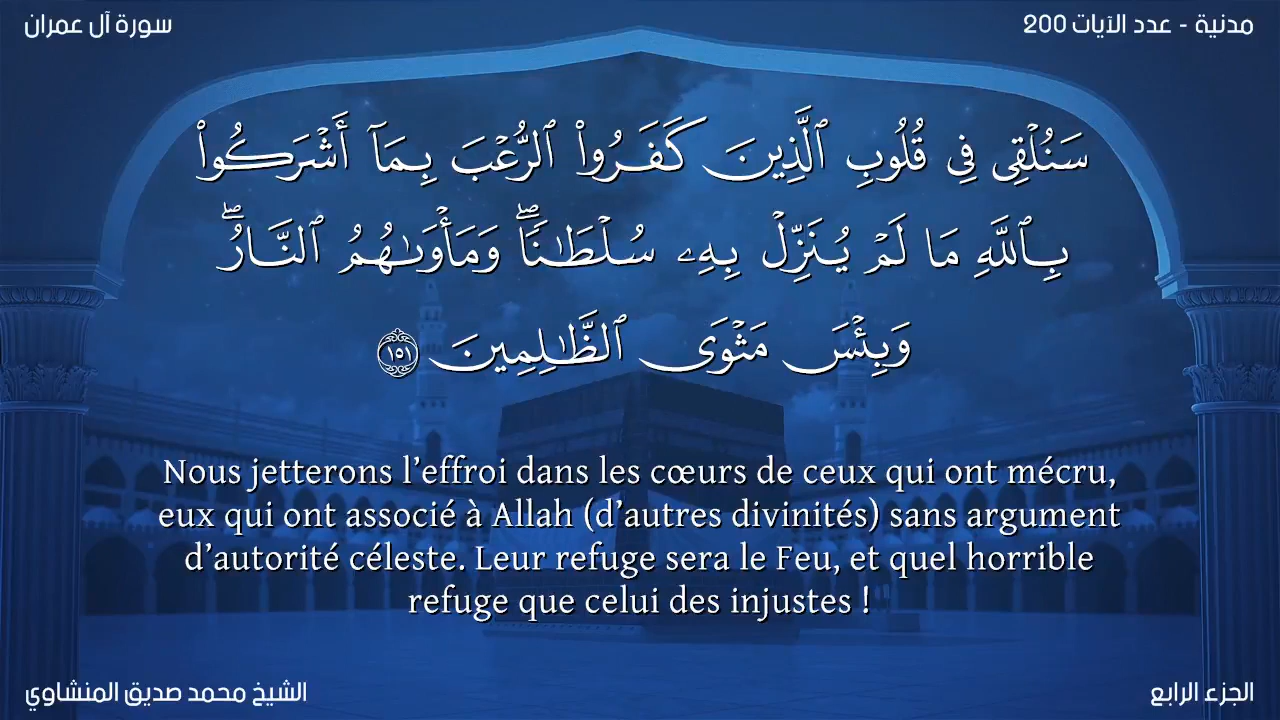 مدنية - عدد الآيات 200
سورة آل عمران
سَنُلْقِى فِى قُلُوبِ ٱلَّذِينَ كَفَرُوا۟ ٱلرُّعْبَ بِمَآ أَشْرَكُوا۟
بِٱللَّهِ مَا لَمْ يُنَزِّلْ بِهِۦ سُلْطَـٰنًۭا ۖ وَمَأْوَىٰهُمُ ٱلنَّارُ ۖ
وَبِئْسَ مَثْوَى ٱلظَّـٰلِمِينَ ١٥١
Nous jetterons l’effroi dans les cœurs de ceux qui ont mécru,
eux qui ont associé à Allah (d’autres divinités) sans argument
d’autorité céleste. Leur refuge sera le Feu, et quel horrible
refuge que celui des injustes !
الجزء الرابع
الشيخ محمد صديق المنشاوي